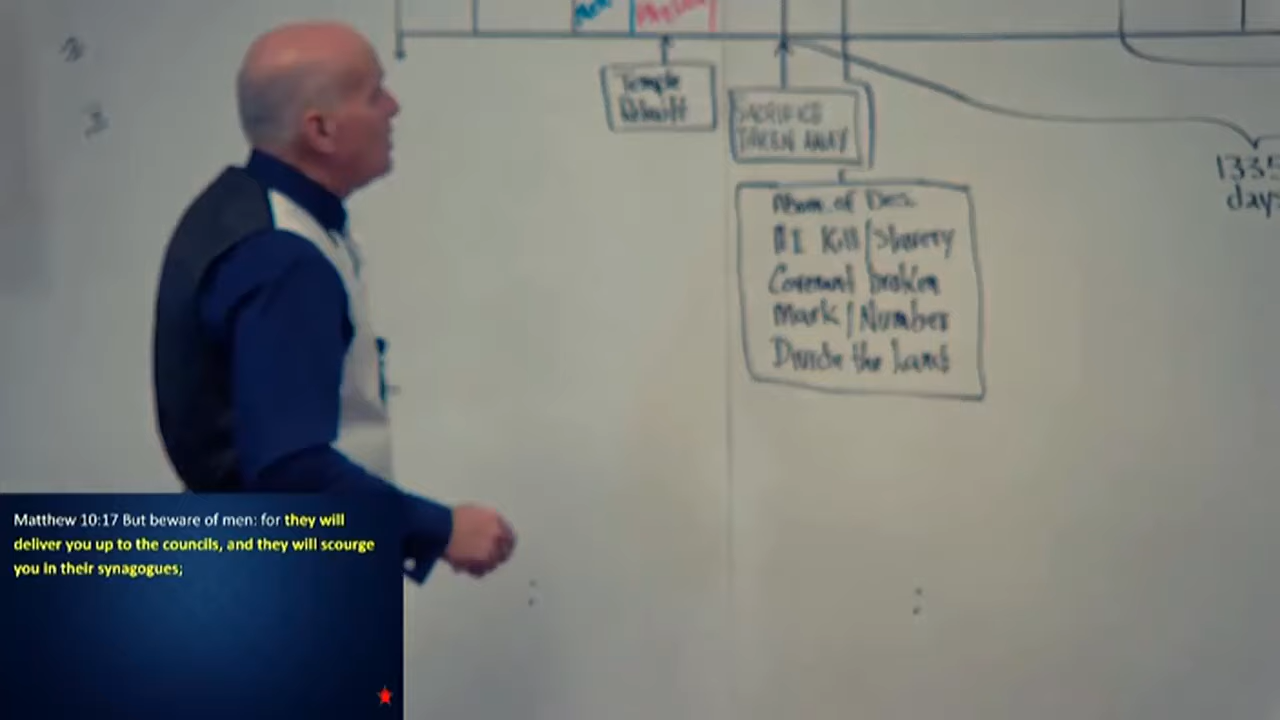 Temple
Rebuilt
SACRIFICE
TAKEN AWAY
1335
days
Abom. of Des.
Kill/Slavery
Covenant broken
Mark/Number
Divide the Land
Matthew 10:17 But beware of men: for they will
deliver you up to the councils, and they will scourge
you in their synagogues;